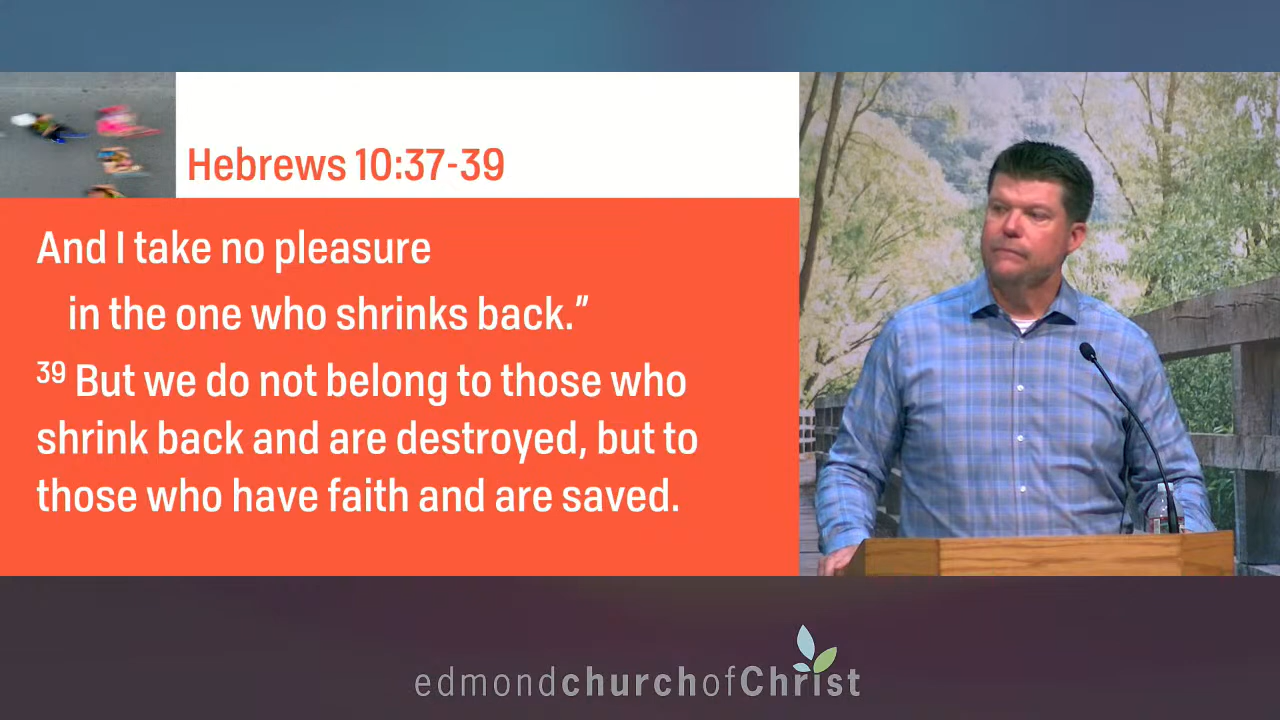 Hebrews 10:37-39
And I take no pleasure
in the one who shrinks back.”
39 But we do not belong to those who
shrink back and are destroyed, but to
those who have faith and are saved.
edmondchurchofChrist